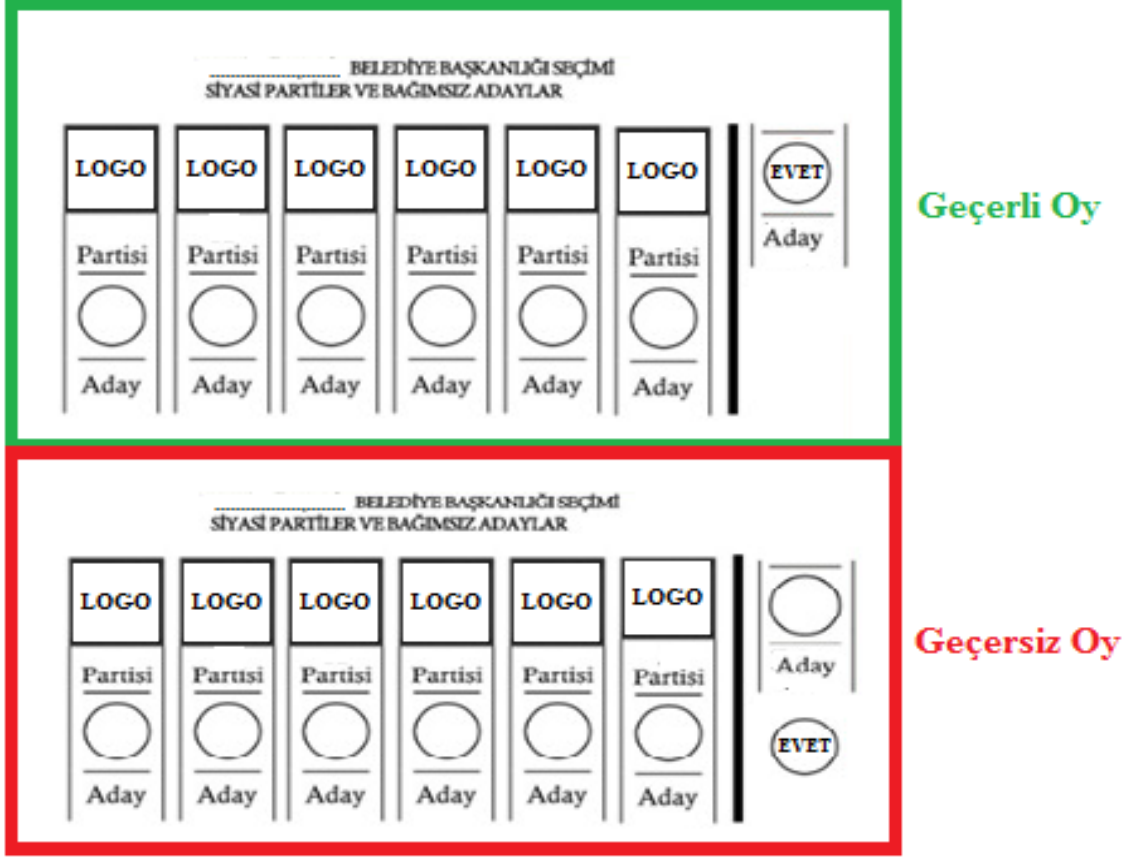 BELEDİYE BAŞKANLIĞI SEÇİMİ
SİYASİ PARTİLER VE BAĞIMSIZ ADAYLAR
LOGO LOGO LOGO LOGO LOGO LOGO EVET
Geçerli Oy
Partisi Partisi Partisi Partisi Partisi Partisi Aday
Aday Aday Aday Aday Aday Aday
BELEDİYE BAŞKANLIĞI SEÇİMİ
SİYASİ PARTİLER VE BAĞIMSIZ ADAYLAR
LOGO LOGO LOGO LOGO LOGO LOGO
Geçersiz Oy
Partisi Partisi Partisi Partisi Partisi Partisi Aday
EVET
Aday Aday Aday Aday Aday Aday